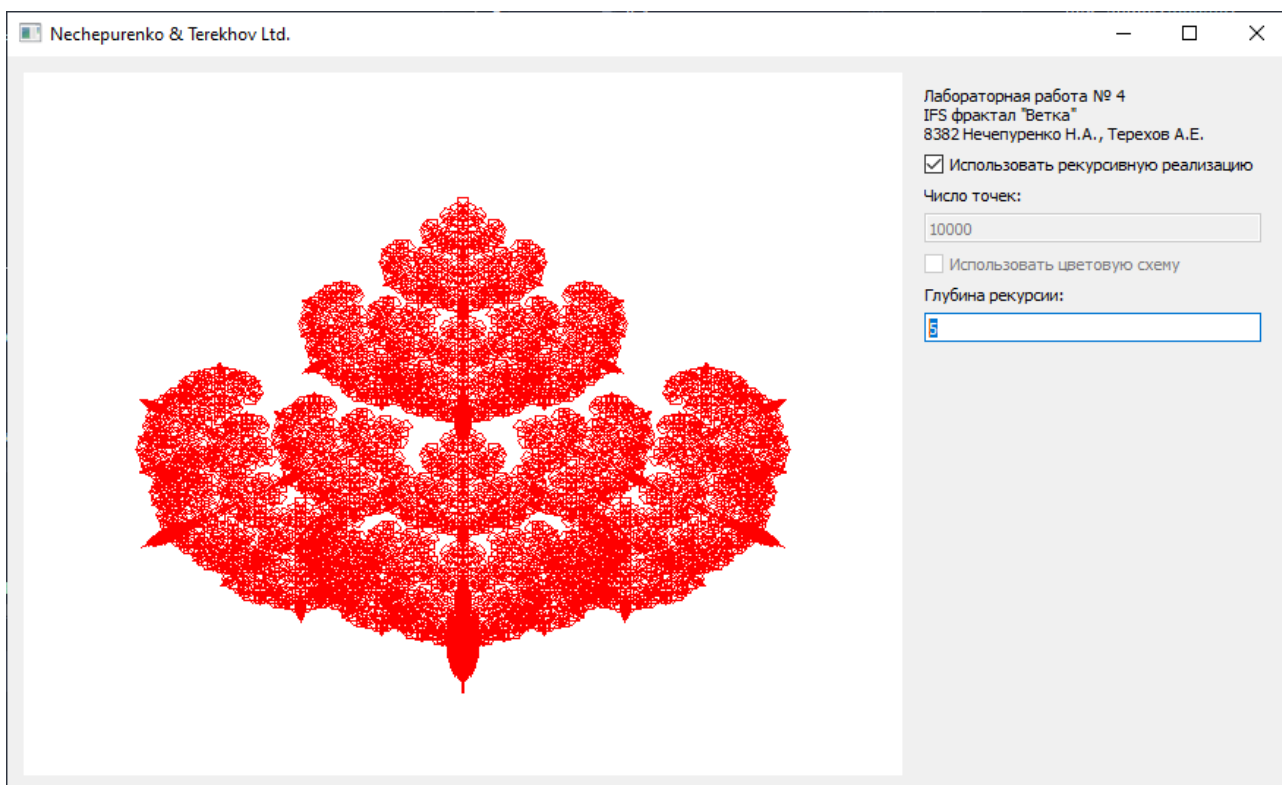 Nechepurenko & Terekhov Ltd.
Лабораторная работа № 4
IFS фрактал "Ветка"
8382 Нечепуренко Н.А., Терехов А.Е.
Использовать рекурсивную реализацию
Число точек:
10000
Использовать цветовую схему
Глубина рекурсии:
5